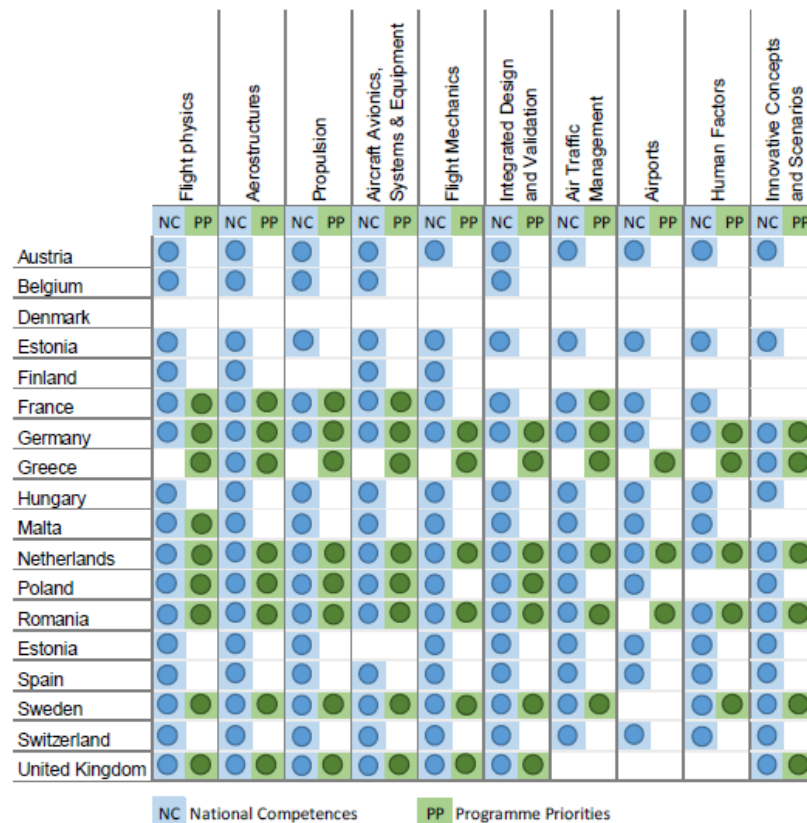 Flight physics
Aerostructures
Propulsion
Aircraft Avionics,
Systems & Equipment
Flight Mechanics
Integrated Design
and Validation
Air Traffic
Management
Airports
Human Factors
Innovative Concepts
and Scenarios
NC PP NC PP NC PP NC PP NC PP NC PP NC PP NC PP NC PP NC PP
Austria
Belgium
Denmark
Estonia
Finland
France
Germany
Greece
Hungary
Malta
Netherlands
Poland
Romania
Estonia
Spain
Sweden
Switzerland
United Kingdom
NC National Competences PP Programme Priorities